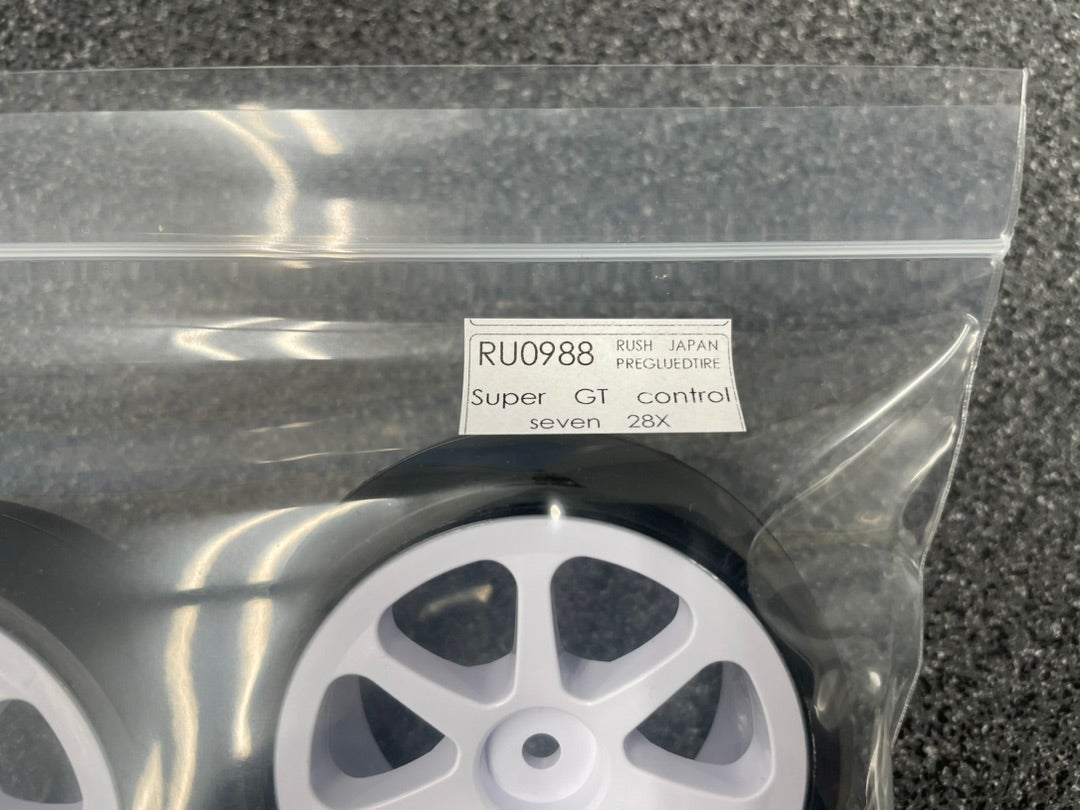 RU0988
RUSH JAPAN
PREGLUEDTIRE
Super GT control
seven 28X